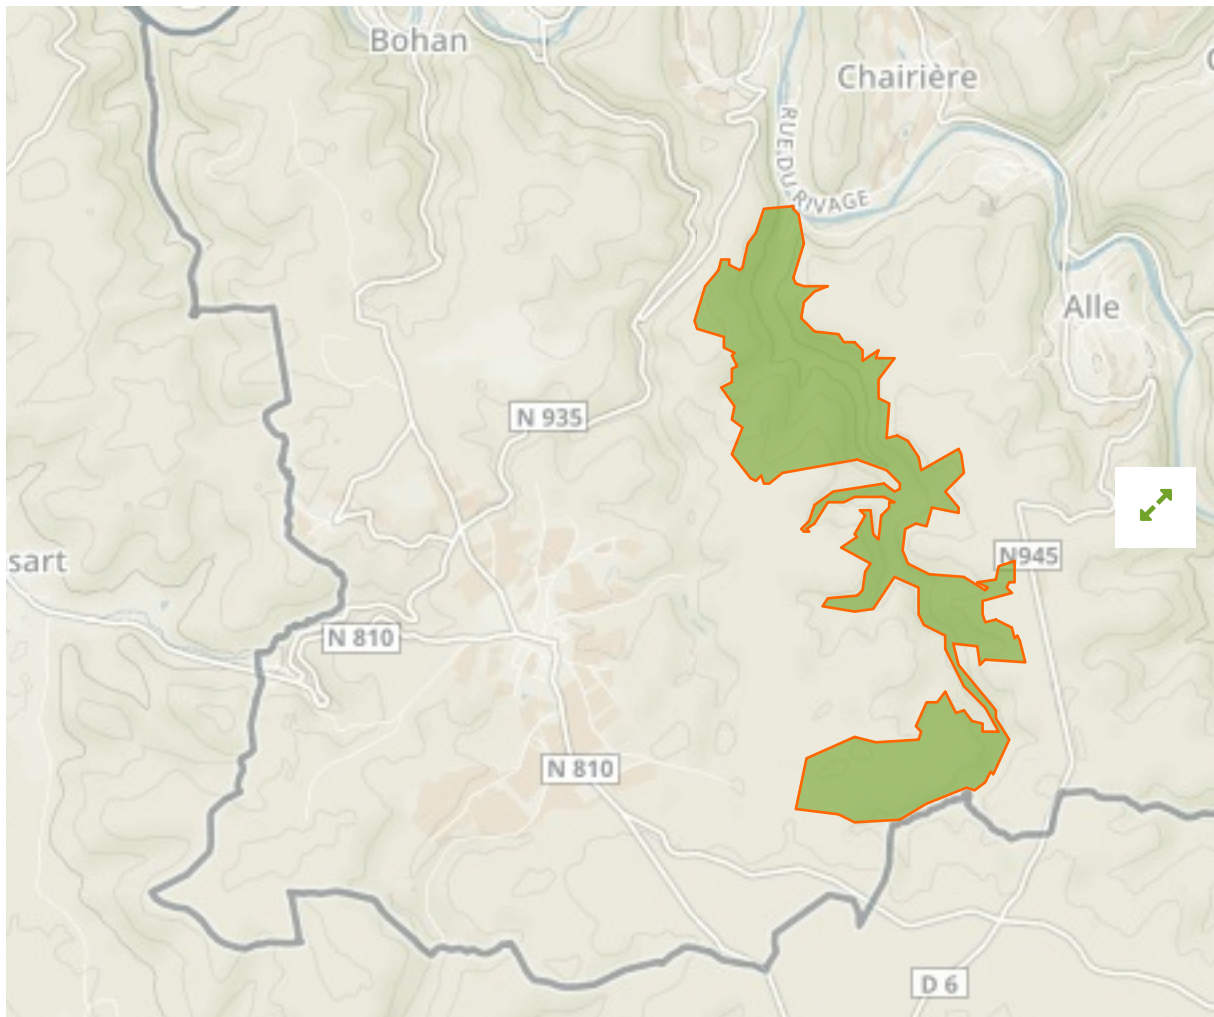 Bohan
Chairière
RUE DU RIVAGE
Alle
N 935
N945
sart
N 810
N 810
D 6